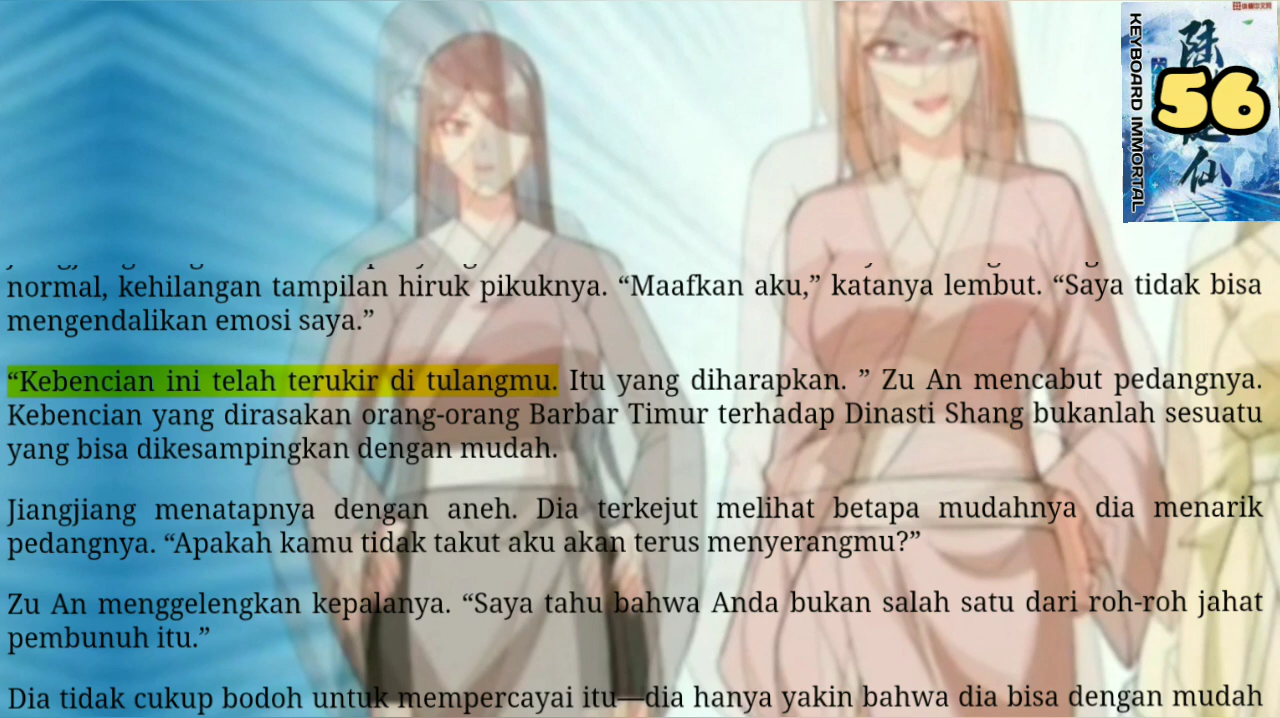 KEYBOARD IMMORTAL
56
仙
normal, kehilangan tampilan hiruk pikuknya. “Maafkan aku,” katanya lembut. “Saya tidak bisa
mengendalikan emosi saya.”
“Kebencian ini telah terukir di tulangmu. Itu yang diharapkan. ” Zu An mencabut pedangnya.
Kebencian yang dirasakan orang-orang Barbar Timur terhadap Dinasti Shang bukanlah sesuatu
yang bisa dikesampingkan dengan mudah.
Jiangjiang menatapnya dengan aneh. Dia terkejut melihat betapa mudahnya dia menarik
pedangnya. “Apakah kamu tidak takut aku akan terus menyerangmu?”
Zu An menggelengkan kepalanya. “Saya tahu bahwa Anda bukan salah satu dari roh-roh jahat
pembunuh itu.”
Dia tidak cukup bodoh untuk mempercayai itu—dia hanya yakin bahwa dia bisa dengan mudah